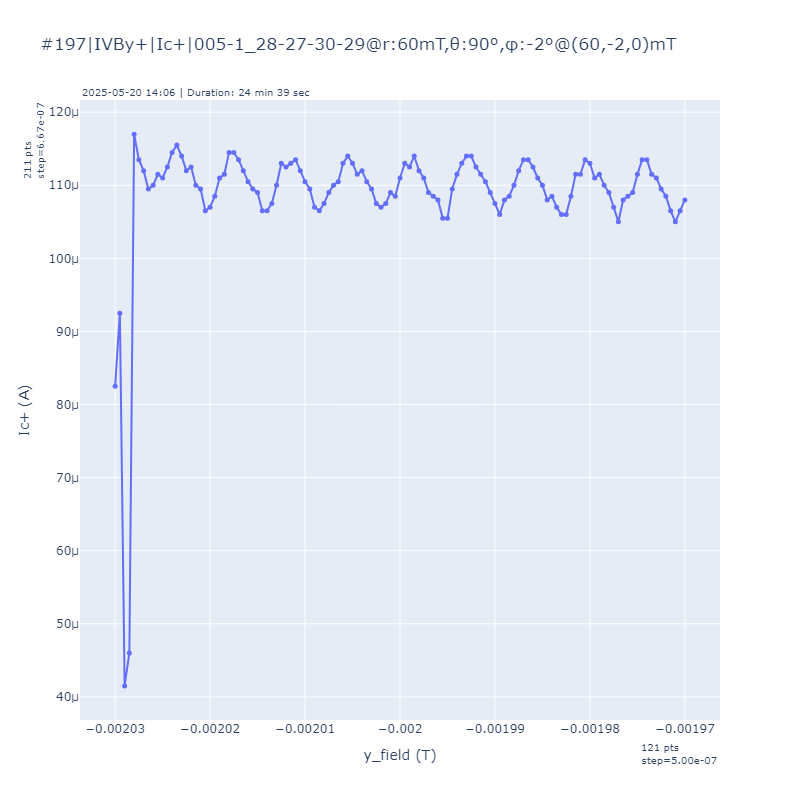 #197|IVBy+|Ic+|005-1_28-27-30-29@r:60mT,θ:90º,φ:-2º@(60,-2,0)mT
2025-05-20 14:06 | Duration: 24 min 39 sec
211 pts
step=6.67e-07
120μ
110μ
100μ
90μ
80μ
70μ
60μ
50μ
40μ
Ic+ (A)
−0.00203
−0.00202
−0.00201
−0.002
−0.00199
−0.00198
−0.00197
y_field (T)
121 pts
step=5.00e-07